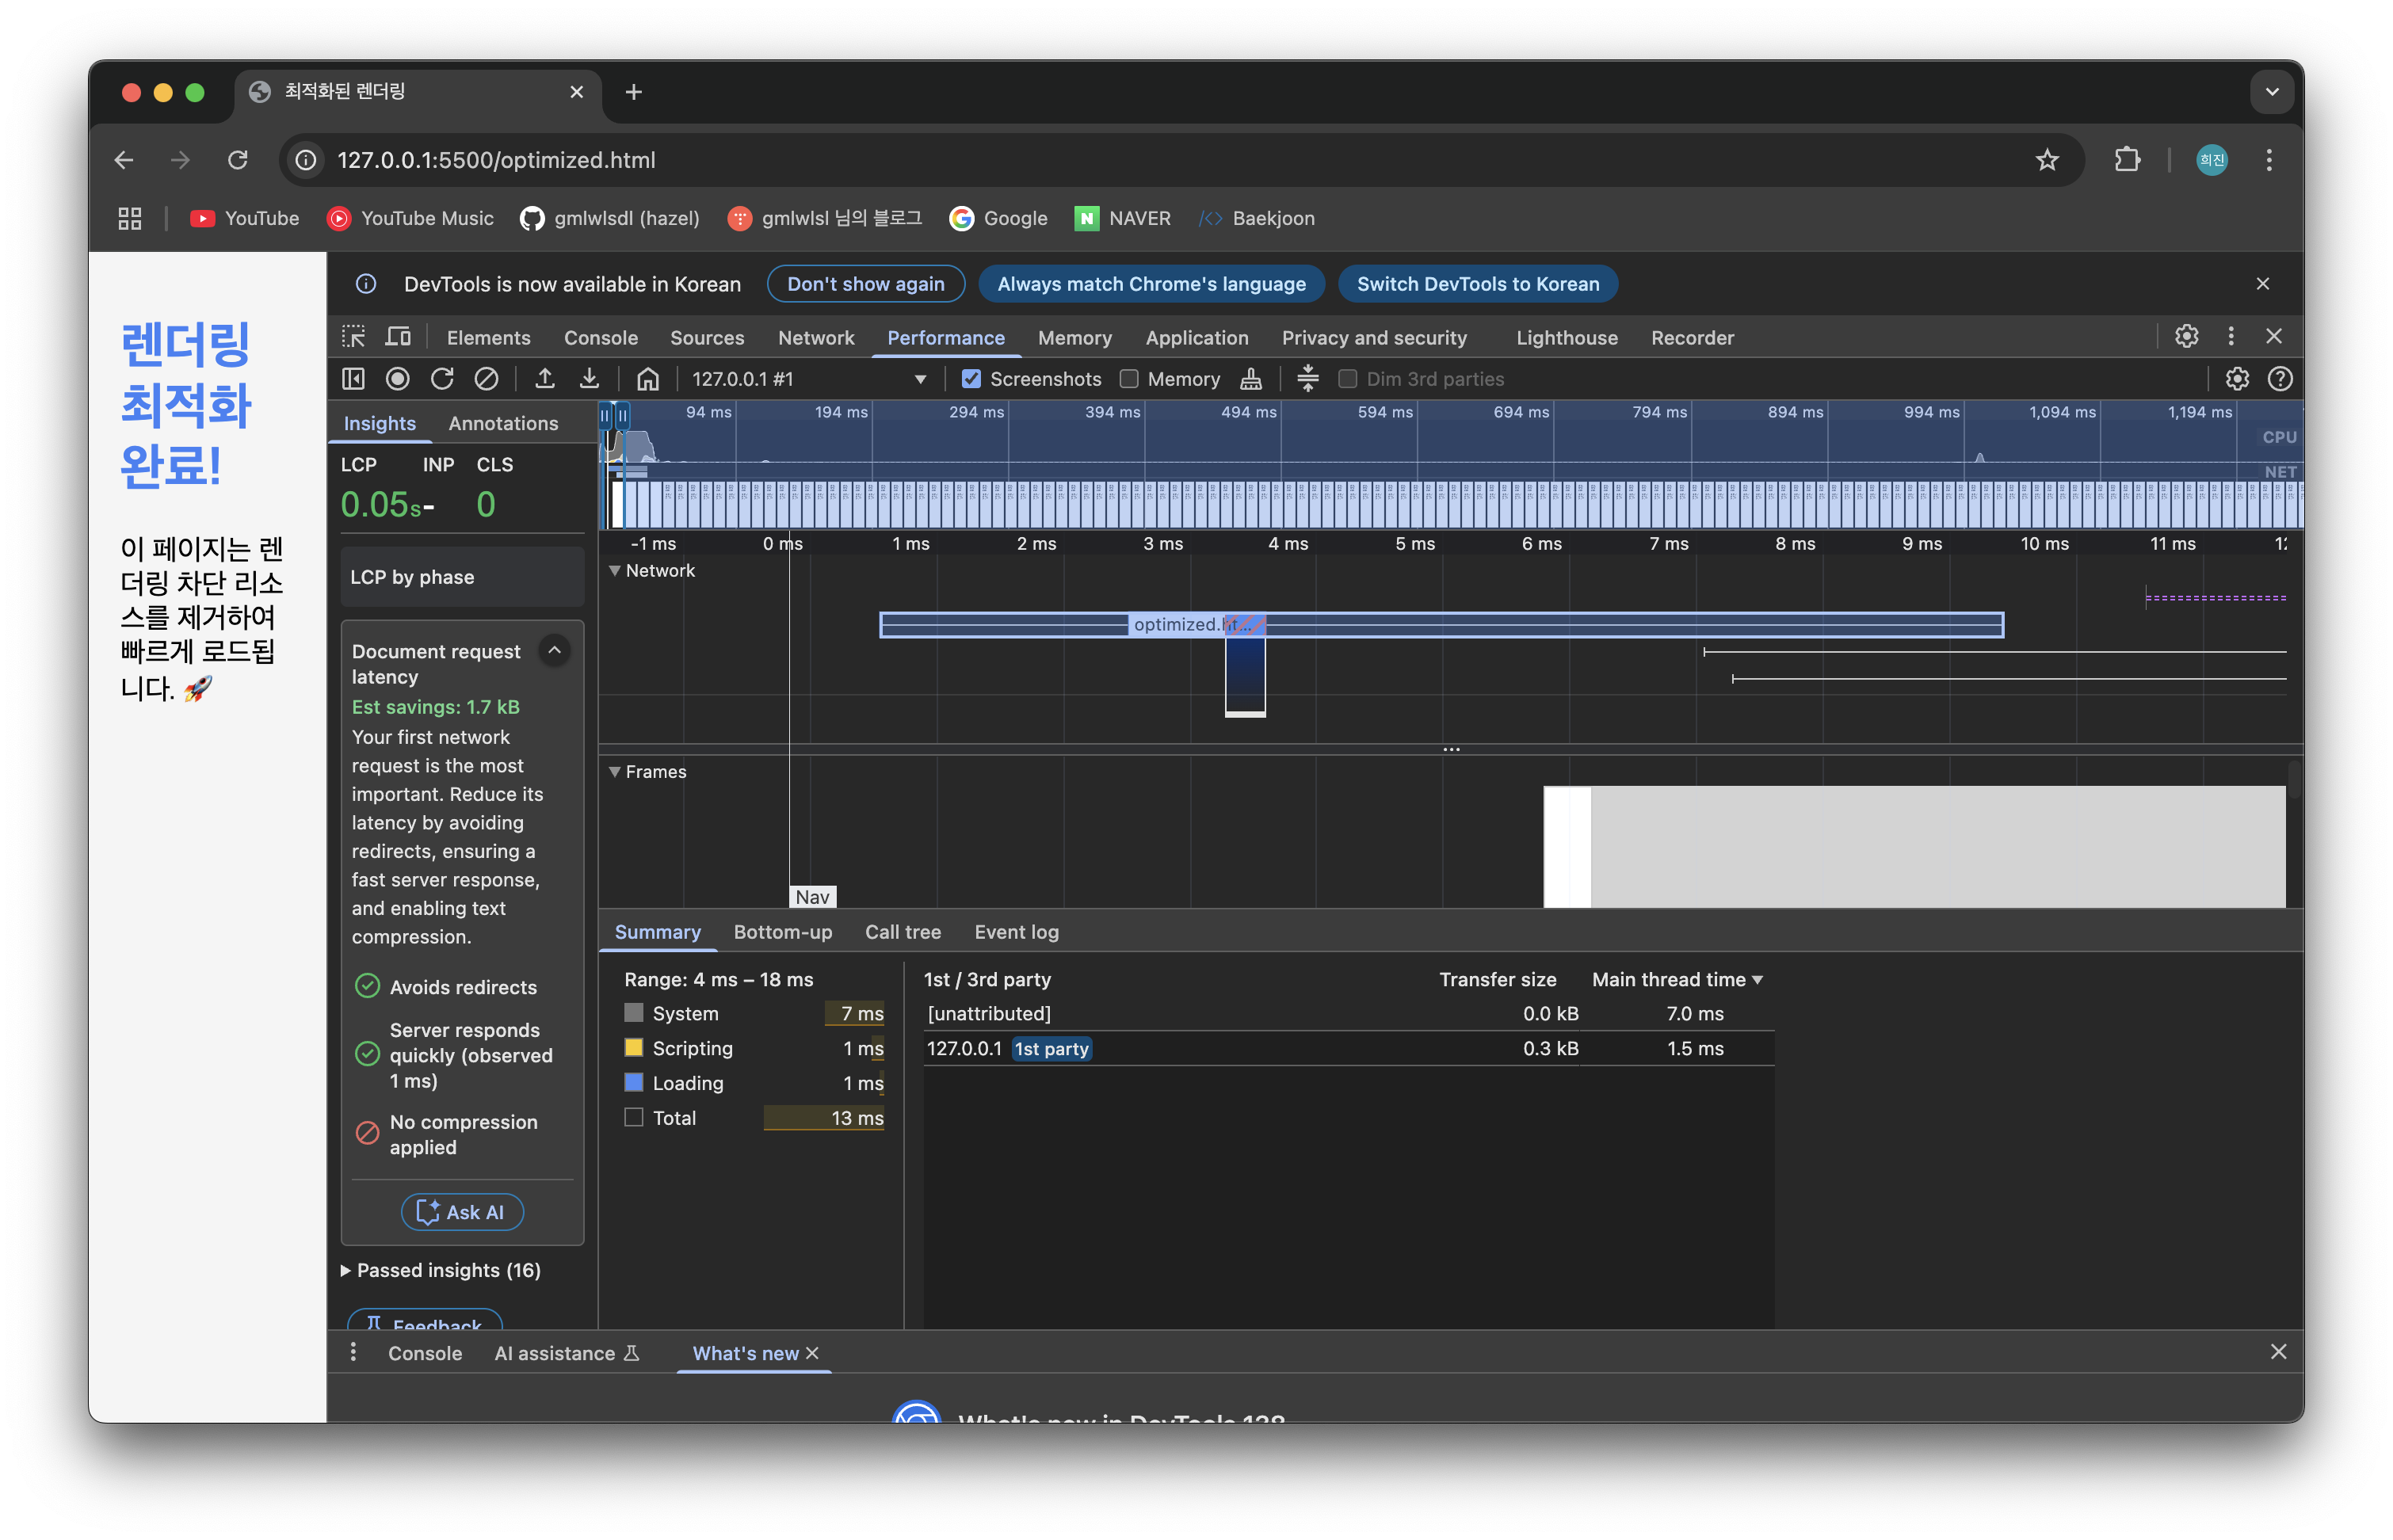 최적화된 렌더링
127.0.0.1:5500/optimized.html
희진
YouTube
YouTube Music
gmlwlsdl (hazel)
gmlwlsl 님의 블로그
Google
NAVER
Baekjoon
렌더링
최적화
완료!
이 페이지는 렌
더링 차단 리소
스를 제거하여
빠르게 로드됩
니다. 🚀
DevTools is now available in Korean
Don't show again
Always match Chrome's language
Switch DevTools to Korean
Elements
Console
Sources
Network
Performance
Memory
Application
Privacy and security
Lighthouse
Recorder
127.0.0.1 #1
Screenshots
Memory
Dim 3rd parties
Insights
Annotations
LCP
INP
CLS
0.05s
-
0
LCP by phase
Document request
latency
Est savings: 1.7 kB
Your first network
request is the most
important. Reduce its
latency by avoiding
redirects, ensuring a
fast server response,
and enabling text
compression.
Avoids redirects
Server responds
quickly (observed
1 ms)
No compression
applied
Ask AI
Passed insights (16)
Feedback
94 ms
194 ms
294 ms
394 ms
494 ms
594 ms
694 ms
794 ms
894 ms
994 ms
1,094 ms
1,194 ms
CPU
NET
-1 ms
0 ms
1 ms
2 ms
3 ms
4 ms
5 ms
6 ms
7 ms
8 ms
9 ms
10 ms
11 ms
Network
optimized.ht...
Frames
Nav
Summary
Bottom-up
Call tree
Event log
Range: 4 ms – 18 ms
System 7 ms
Scripting 1 ms
Loading 1 ms
Total 13 ms
1st / 3rd party Transfer size Main thread time
[unattributed] 0.0 kB 7.0 ms
127.0.0.1 1st party 0.3 kB 1.5 ms
Console
AI assistance
What's new
What's new in DevTools 138